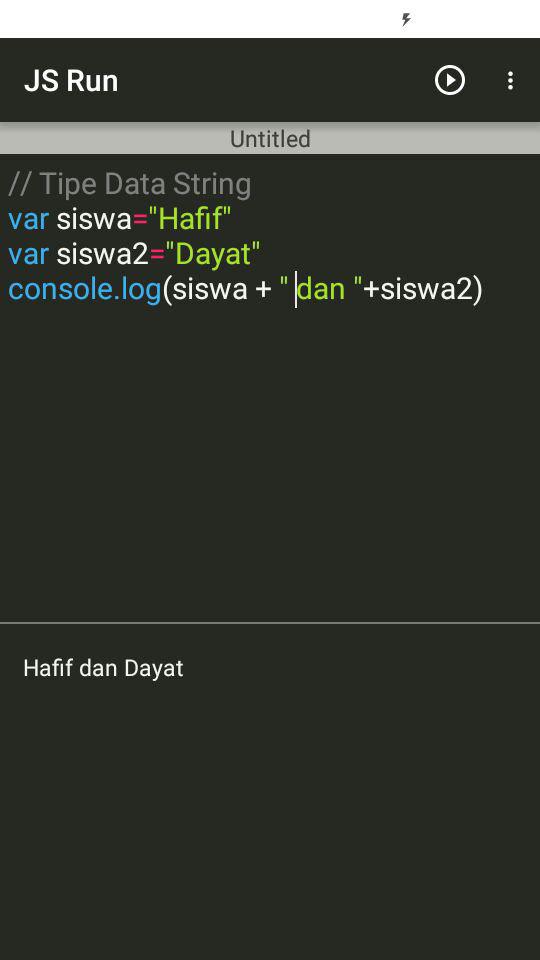 JS Run
Untitled
// Tipe Data String
var siswa="Hafif"
var siswa2="Dayat"
console.log(siswa + " dan "+siswa2)
Hafif dan Dayat